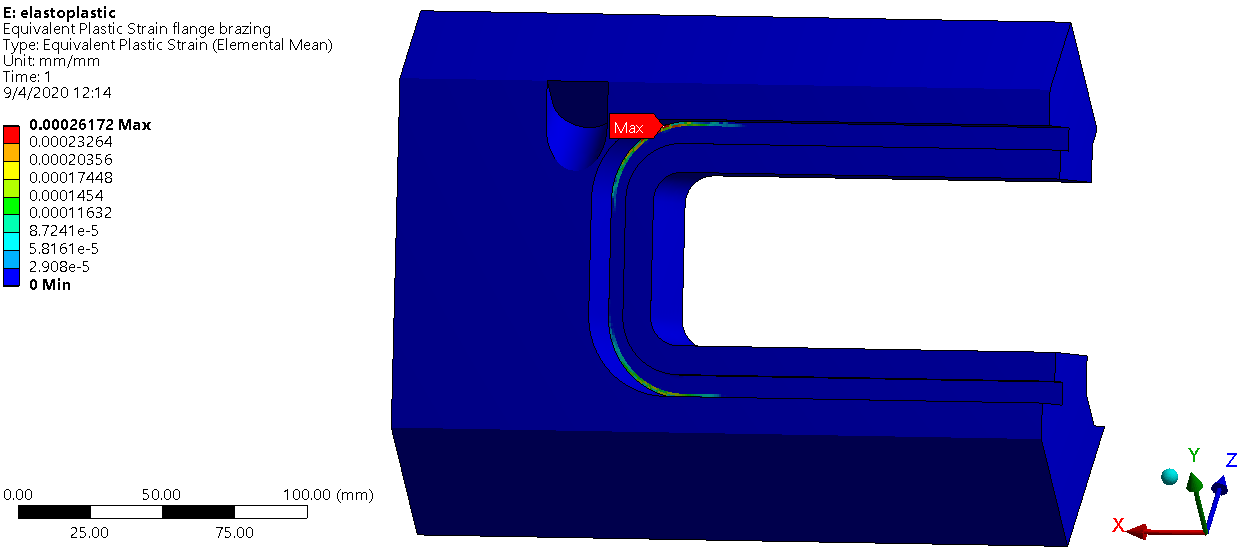 E: elastoplastic
Equivalent Plastic Strain flange brazing
Type: Equivalent Plastic Strain (Elemental Mean)
Unit: mm/mm
Time: 1
9/4/2020 12:14
0.00026172 Max
0.00023264
0.00020356
0.00017448
0.0001454
0.00011632
8.7241e-5
5.8161e-5
2.908e-5
0 Min
Max
0.00 50.00 100.00 (mm)
25.00 75.00
Y
Z
X